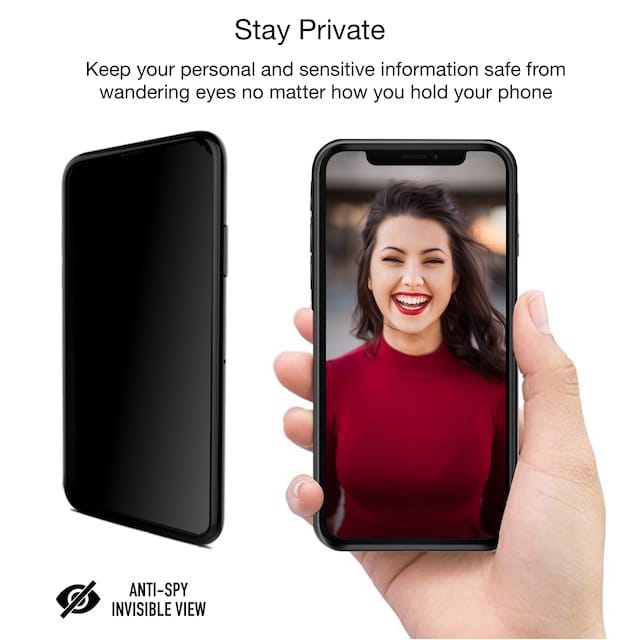 Stay Private
Keep your personal and sensitive information safe from
wandering eyes no matter how you hold your phone
ANTI-SPY
INVISIBLE VIEW